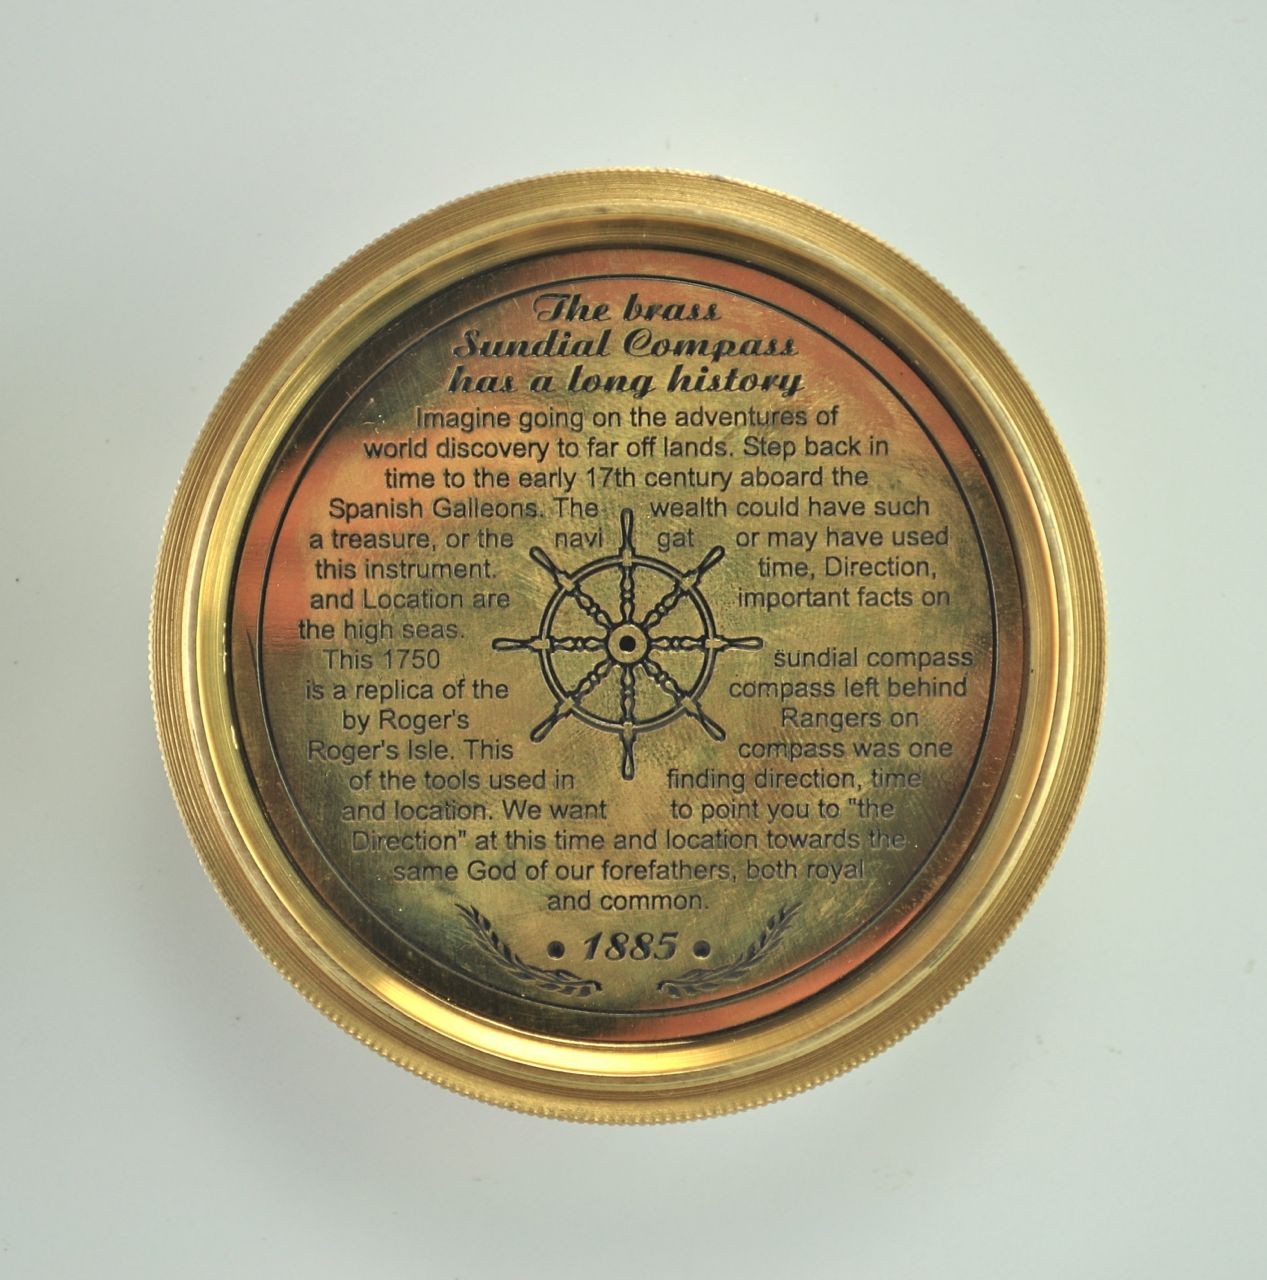 The brass
Sundial Compass
has a long history
Imagine going on the adventures of
world discovery to far off lands. Step back in
time to the early 17th century aboard the
Spanish Galleons. The wealth could have such
a treasure, or the navi gat or may have used
this instrument. time, Direction,
and Location are important facts on
the high seas.
This 1750 sundial compass
is a replica of the compass left behind
by Roger's Rangers on
Roger's Isle. This compass was one
of the tools used in finding direction, time
and location. We want to point you to "the
Direction" at this time and location towards the
same God of our forefathers, both royal
and common.
• 1885 •